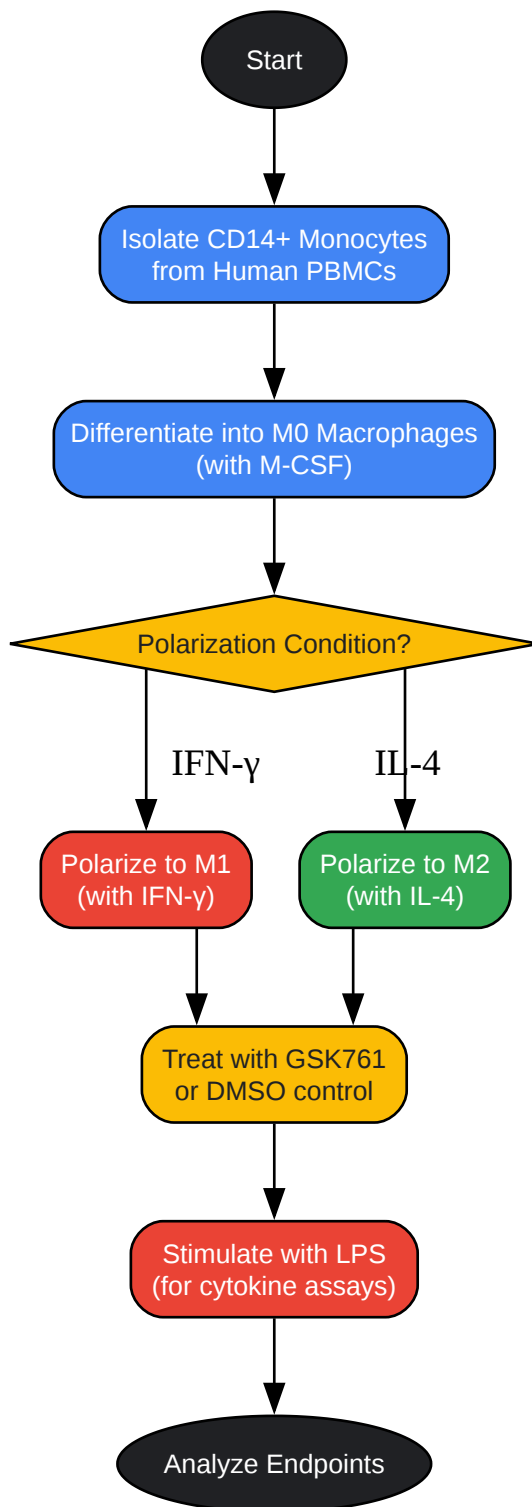 Start
Isolate CD14+ Monocytes
from Human PBMCs
Differentiate into M0 Macrophages
(with M-CSF)
Polarization Condition?
IFN-γ
IL-4
Polarize to M1
(with IFN-γ)
Polarize to M2
(with IL-4)
Treat with GSK761
or DMSO control
Stimulate with LPS
(for cytokine assays)
Analyze Endpoints